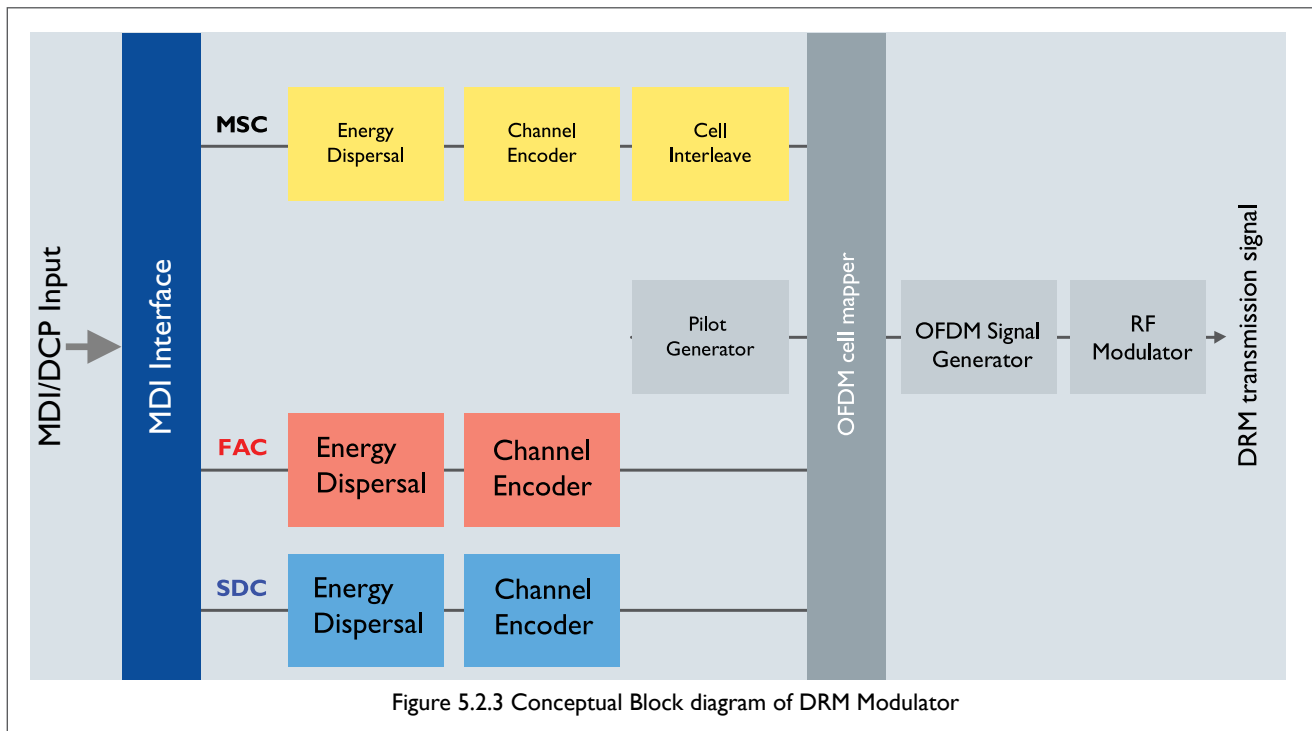 MDI/DCP Input
MDI Interface
MSC
Energy
Dispersal
Channel
Encoder
Cell
Interleave
Pilot
Generator
FAC
Energy
Dispersal
Channel
Encoder
SDC
Energy
Dispersal
Channel
Encoder
OFDM cell mapper
OFDM Signal
Generator
RF
Modulator
DRM transmission signal
Figure 5.2.3 Conceptual Block diagram of DRM Modulator